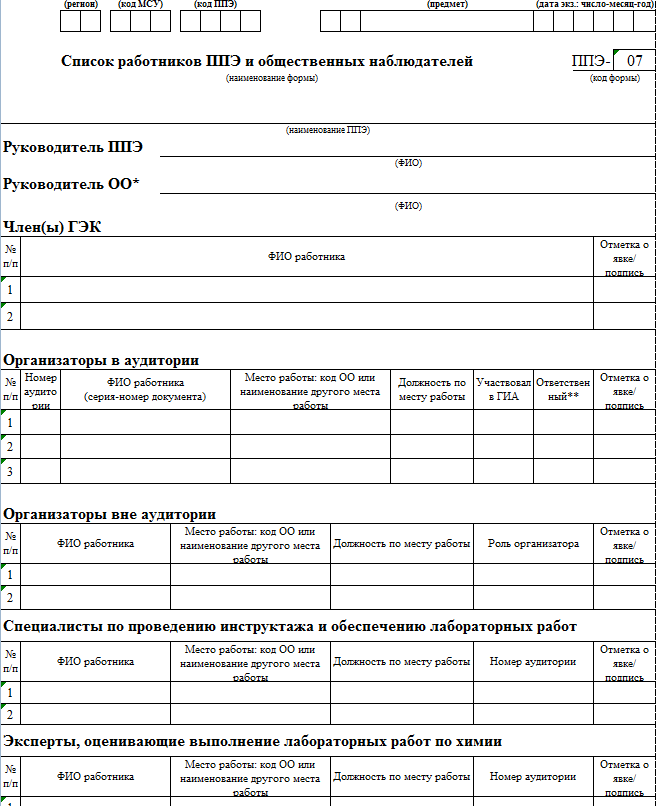 (регион) (код МСУ) (код ППЭ) (предмет) (дата экз.: число-месяц-год)
Список работников ППЭ и общественных наблюдателей ППЭ- 07
(наименование формы) (код формы)
(наименование ППЭ)
Руководитель ППЭ
(ФИО)
Руководитель ОО*
(ФИО)
Член(ы) ГЭК
№ п/п ФИО работника Отметка о явке/ подпись
1
2
Организаторы в аудитории
№ п/п Номер аудито рии ФИО работника (серия-номер документа) Место работы: код ОО или наименование другого места работы Должность по месту работы Участвовал в ГИА Ответствен ный** Отметка о явке/ подпись
1
2
3
Организаторы вне аудитории
№ п/п ФИО работника Место работы: код ОО или наименование другого места работы Должность по месту работы Роль организатора Отметка о явке/ подпись
1
2
Специалисты по проведению инструктажа и обеспечению лабораторных работ
№ п/п ФИО работника Место работы: код ОО или наименование другого места работы Должность по месту работы Номер аудитории Отметка о явке/ подпись
1
2
Эксперты, оценивающие выполнение лабораторных работ по химии
№ п/п ФИО работника Место работы: код ОО или наименование другого места работы Должность по месту работы Номер аудитории Отметка о явке/ подпись
1